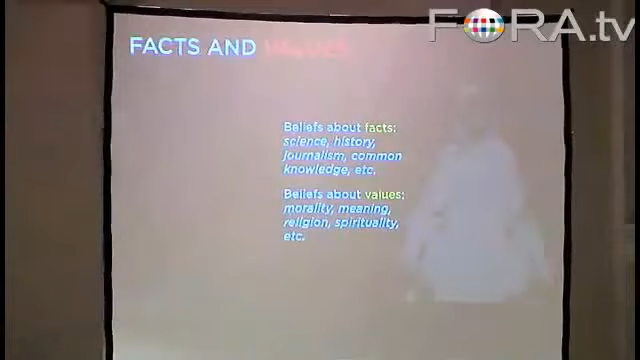 FORA.tv
FACTS AND VALUES
Beliefs about facts:
science, history,
journalism, common
knowledge, etc.
Beliefs about values:
morality, meaning,
religion, spirituality,
etc.